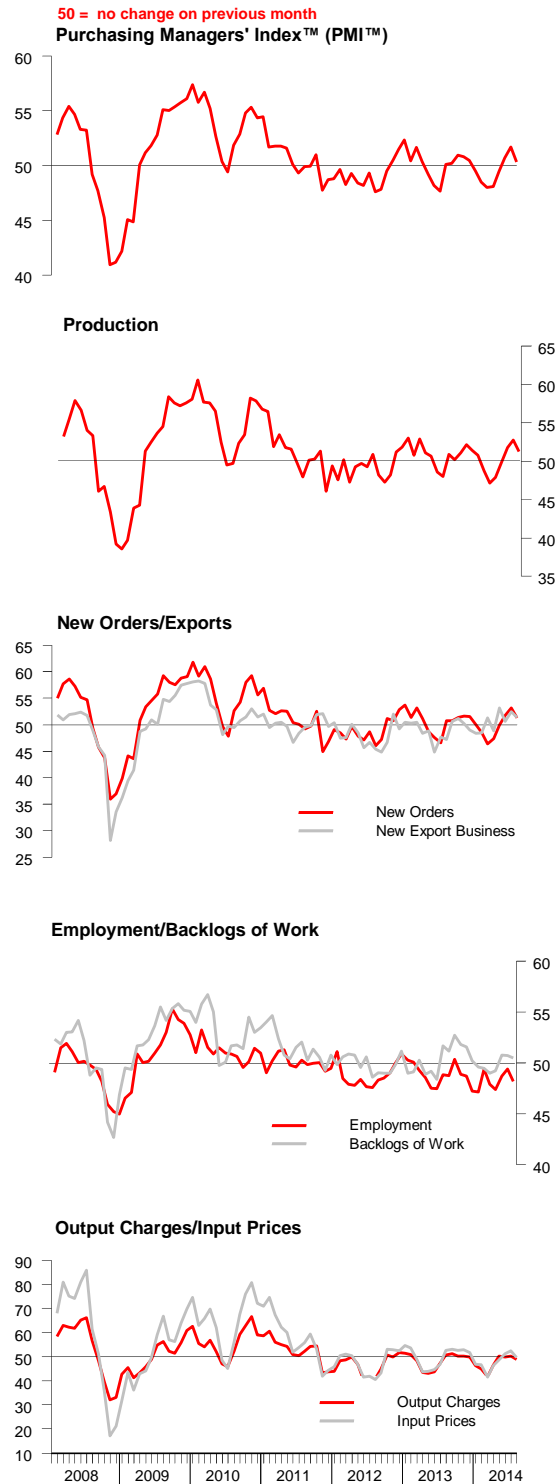 50 = no change on previous month
Purchasing Managers' Index™ (PMI™)
60
55
50
45
40
Production
65
60
55
50
45
40
35
New Orders/Exports
65
60
55
50
45
40
35
30
25
New Orders
New Export Business
Employment/Backlogs of Work
60
55
50
45
40
Employment
Backlogs of Work
Output Charges/Input Prices
90
80
70
60
50
40
30
20
10
Output Charges
Input Prices
2008 2009 2010 2011 2012 2013 2014